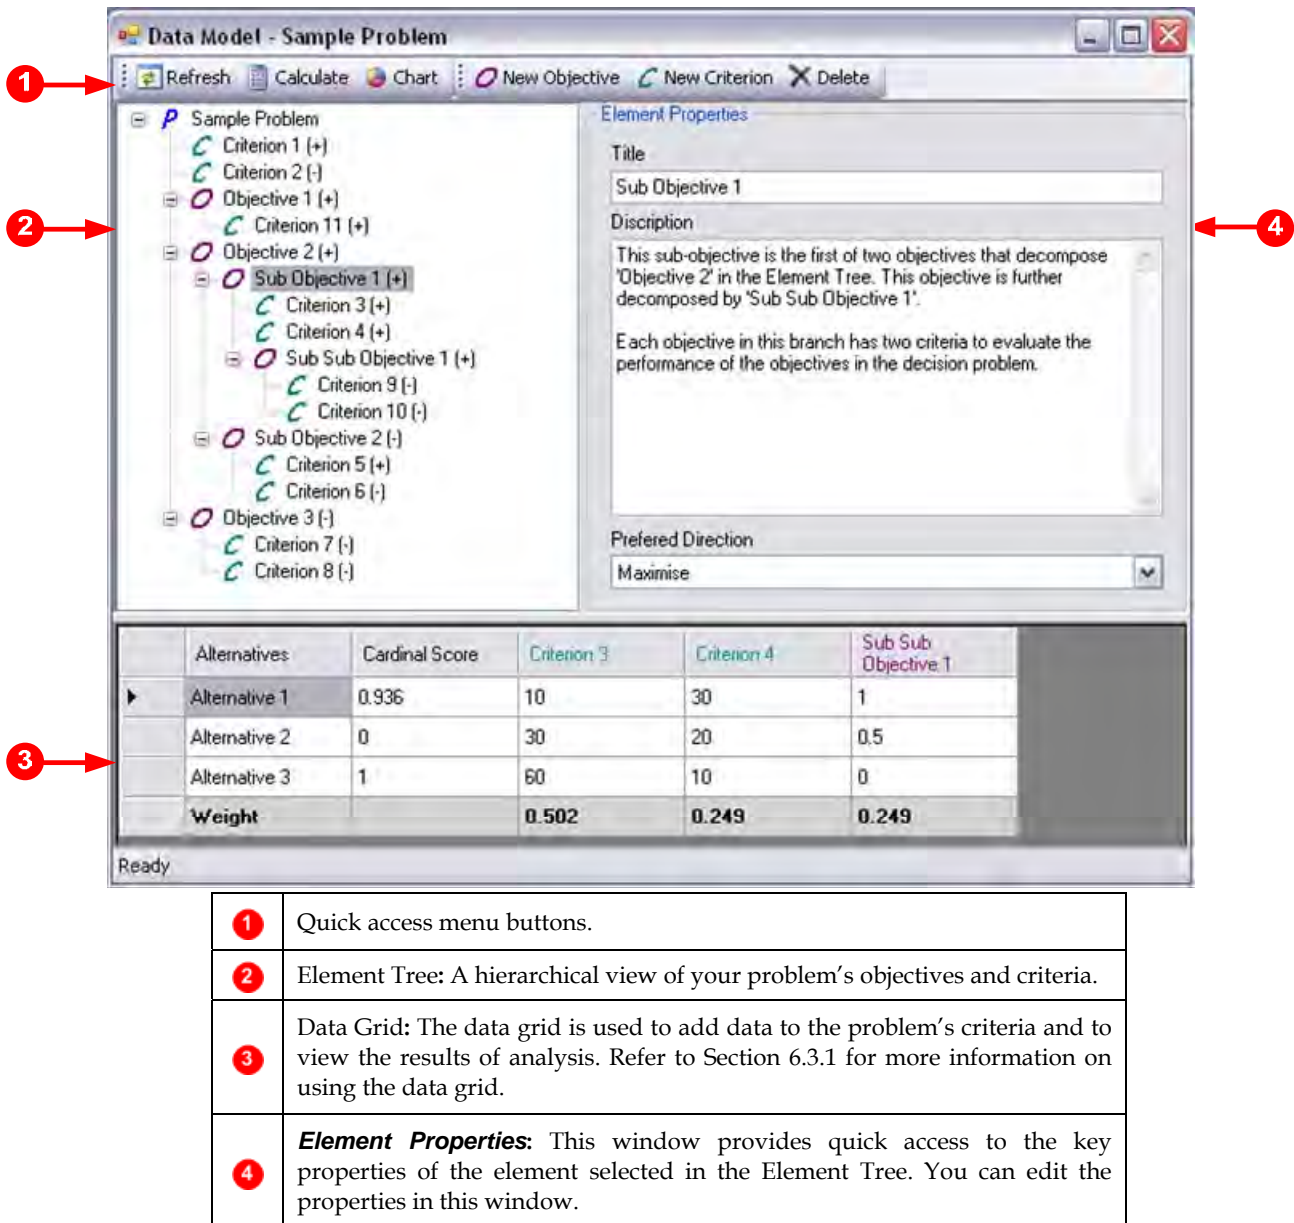 Data Model - Sample Problem
1
Refresh Calculate Chart New Objective New Criterion Delete
P Sample Problem
C Criterion 1 (+)
C Criterion 2 (-)
O Objective 1 (+)
C Criterion 11 (+)
2
O Objective 2 (+)
O Sub Objective 1 (+)
C Criterion 3 (+)
C Criterion 4 (+)
O Sub Sub Objective 1 (+)
C Criterion 9 (-)
C Criterion 10 (-)
O Sub Objective 2 (-)
C Criterion 5 (+)
C Criterion 6 (-)
O Objective 3 (-)
C Criterion 7 (-)
C Criterion 8 (-)
Element Properties
Title
Sub Objective 1
Discription
4
This sub-objective is the first of two objectives that decompose
'Objective 2' in the Element Tree. This objective is further
decomposed by 'Sub Sub Objective 1'.
Each objective in this branch has two criteria to evaluate the
performance of the objectives in the decision problem.
Prefered Direction
Maximise
Alternatives Cardinal Score Criterion 3 Criterion 4 Sub Sub Objective 1
Alternative 1 0.936 10 30 1
Alternative 2 0 30 20 0.5
3
Alternative 3 1 60 10 0
Weight 0.502 0.249 0.249
Ready
1 Quick access menu buttons.
2 Element Tree: A hierarchical view of your problem's objectives and criteria.
3 Data Grid: The data grid is used to add data to the problem's criteria and to
view the results of analysis. Refer to Section 6.3.1 for more information on
using the data grid.
4 Element Properties: This window provides quick access to the key
properties of the element selected in the Element Tree. You can edit the
properties in this window.